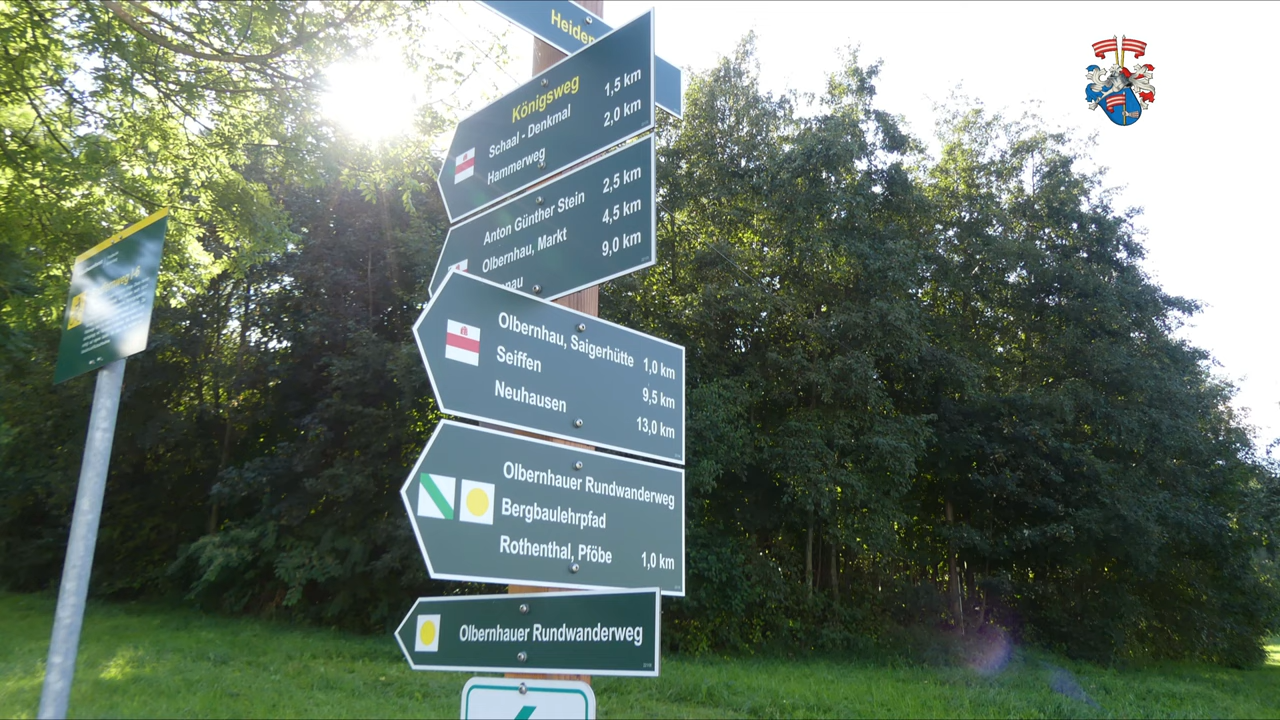 Heiden
Königsweg
Schaal - Denkmal 1,5 km
Hammerweg 2,0 km
Anton Günther Stein 2,5 km
Olbernhau, Markt 4,5 km
nau 9,0 km
Olbernhau, Saigerhütte 1,0 km
Seiffen 9,5 km
Neuhausen 13,0 km
Olbernhauer Rundwanderweg
Bergbaulehrpfad
Rothenthal, Pföbe 1,0 km
Olbernhauer Rundwanderweg